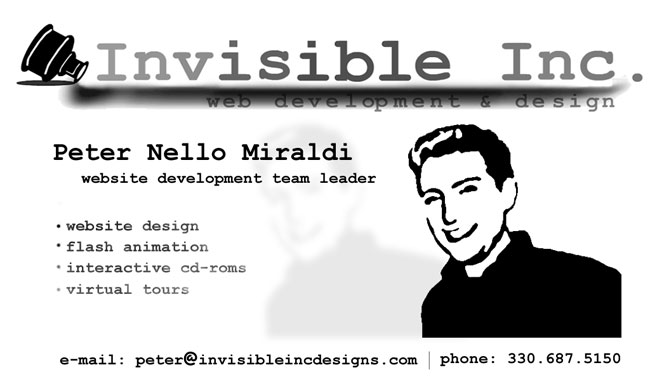 Invisible Inc.
web development & design
Peter Nello Miraldi
website development team leader
• website design
• flash animation
• interactive cd-roms
• virtual tours
e-mail: peter@invisibleincdesigns.com | phone: 330.687.5150